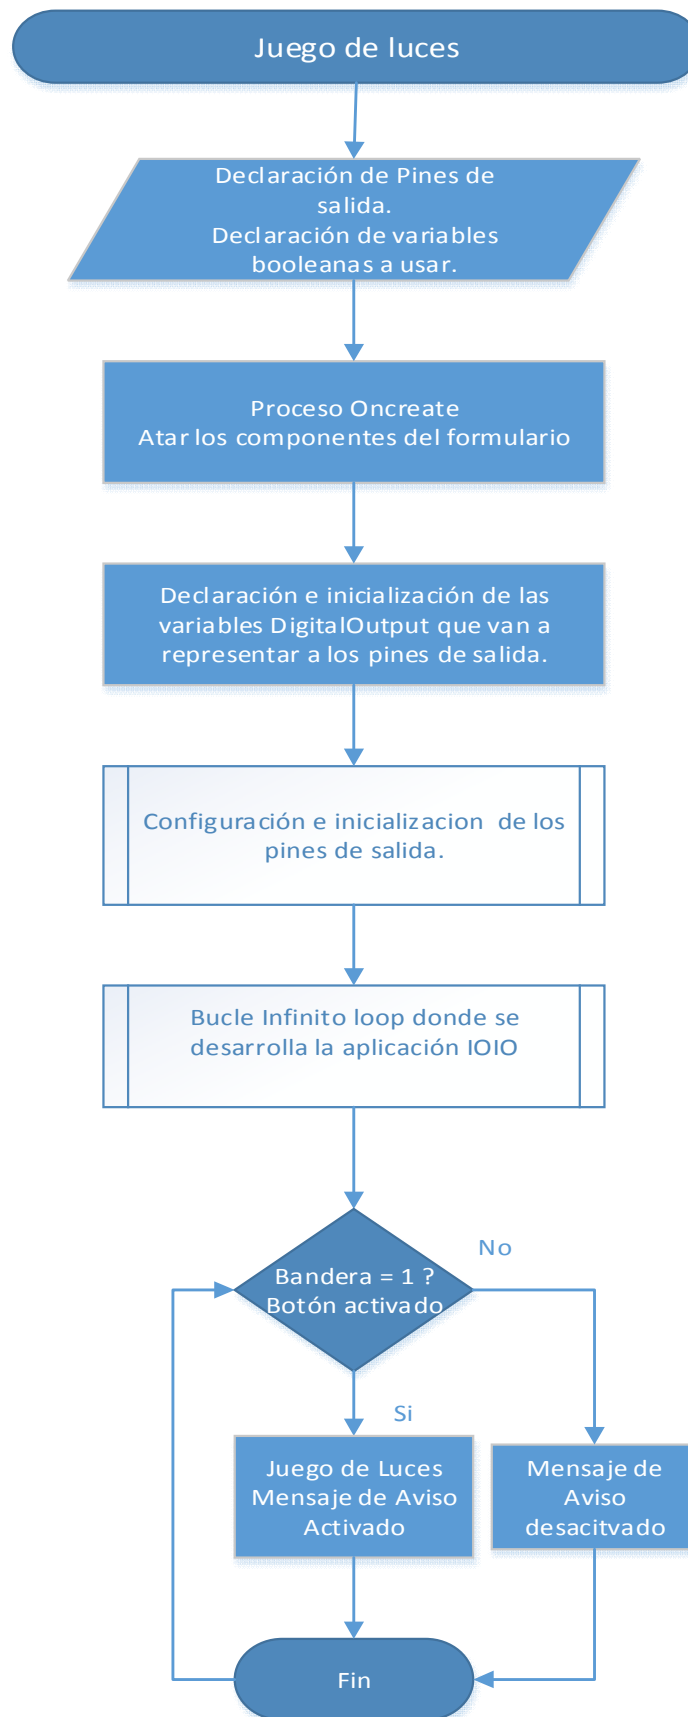 Juego de luces
Declaración de Pines de
salida.
Declaración de variables
booleanas a usar.
Proceso Oncreate
Atar los componentes del formulario
Declaración e inicialización de las
variables DigitalOutput que van a
representar a los pines de salida.
Configuración e inicializacion de los
pines de salida.
Bucle Infinito loop donde se
desarrolla la aplicación IOIO
No
Bandera = 1 ?
Botón activado
Si
Juego de Luces
Mensaje de Aviso
Activado
Mensaje de
Aviso
desacitvado
Fin